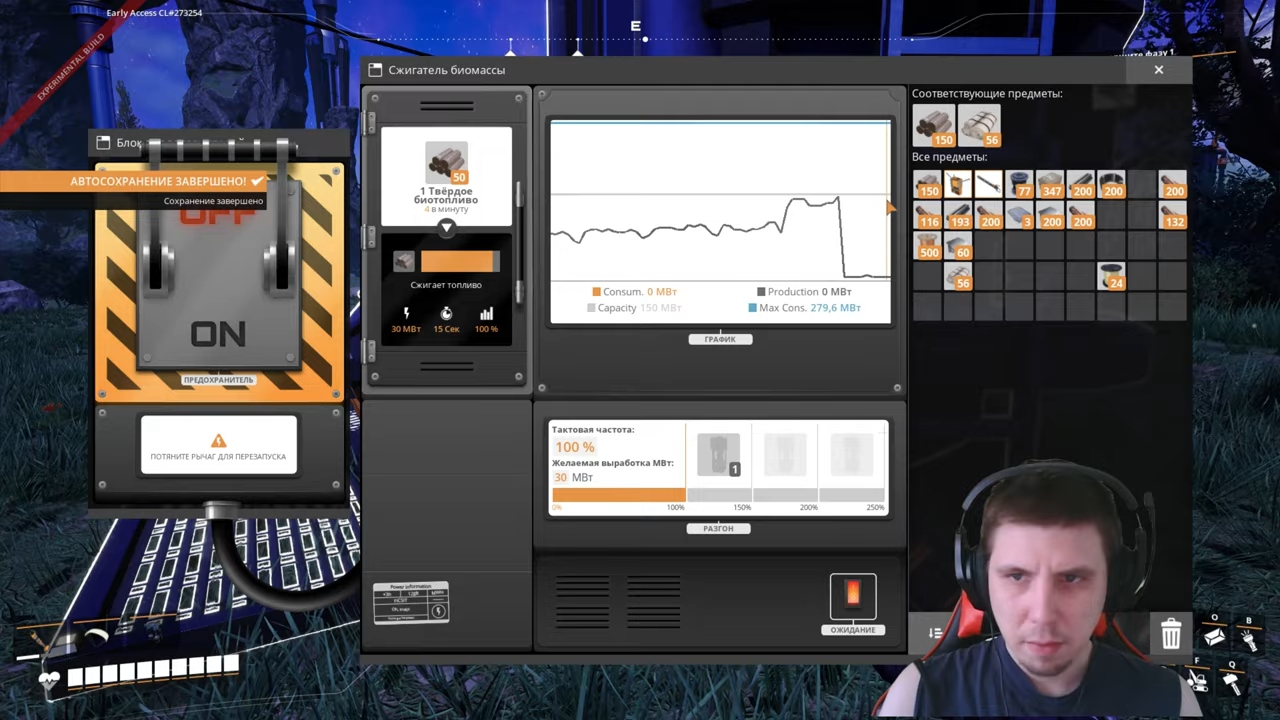 Early Access CL#273254
EXPERIMENTAL BUILD
E
Сжигатель биомассы
АВТОСОХРАНЕНИЕ ЗАВЕРШЕНО!
Сохранение завершено
OFF
ON
ПРЕДОХРАНИТЕЛЬ
ПОТЯНИТЕ РЫЧАГ ДЛЯ ПЕРЕЗАПУСКА
50
1 Твёрдое
биотопливо
4 в минуту
Сжигает топливо
30 МВт 15 Сек 100 %
Consum. 0 МВт Production 0 МВт
Capacity 150 МВт Max Cons. 279,6 МВт
ГРАФИК
Тактовая частота:
100 %
Желаемая выработка МВт:
30 МВт
1
0% 100% 150% 200% 250%
РАЗГОН
Power information
ОЖИДАНИЕ
Соответствующие предметы:
150 56
Все предметы:
150 77 347 200 200 200
116 193 200 3 200 200 132
500 60
56 24
O B
F Q